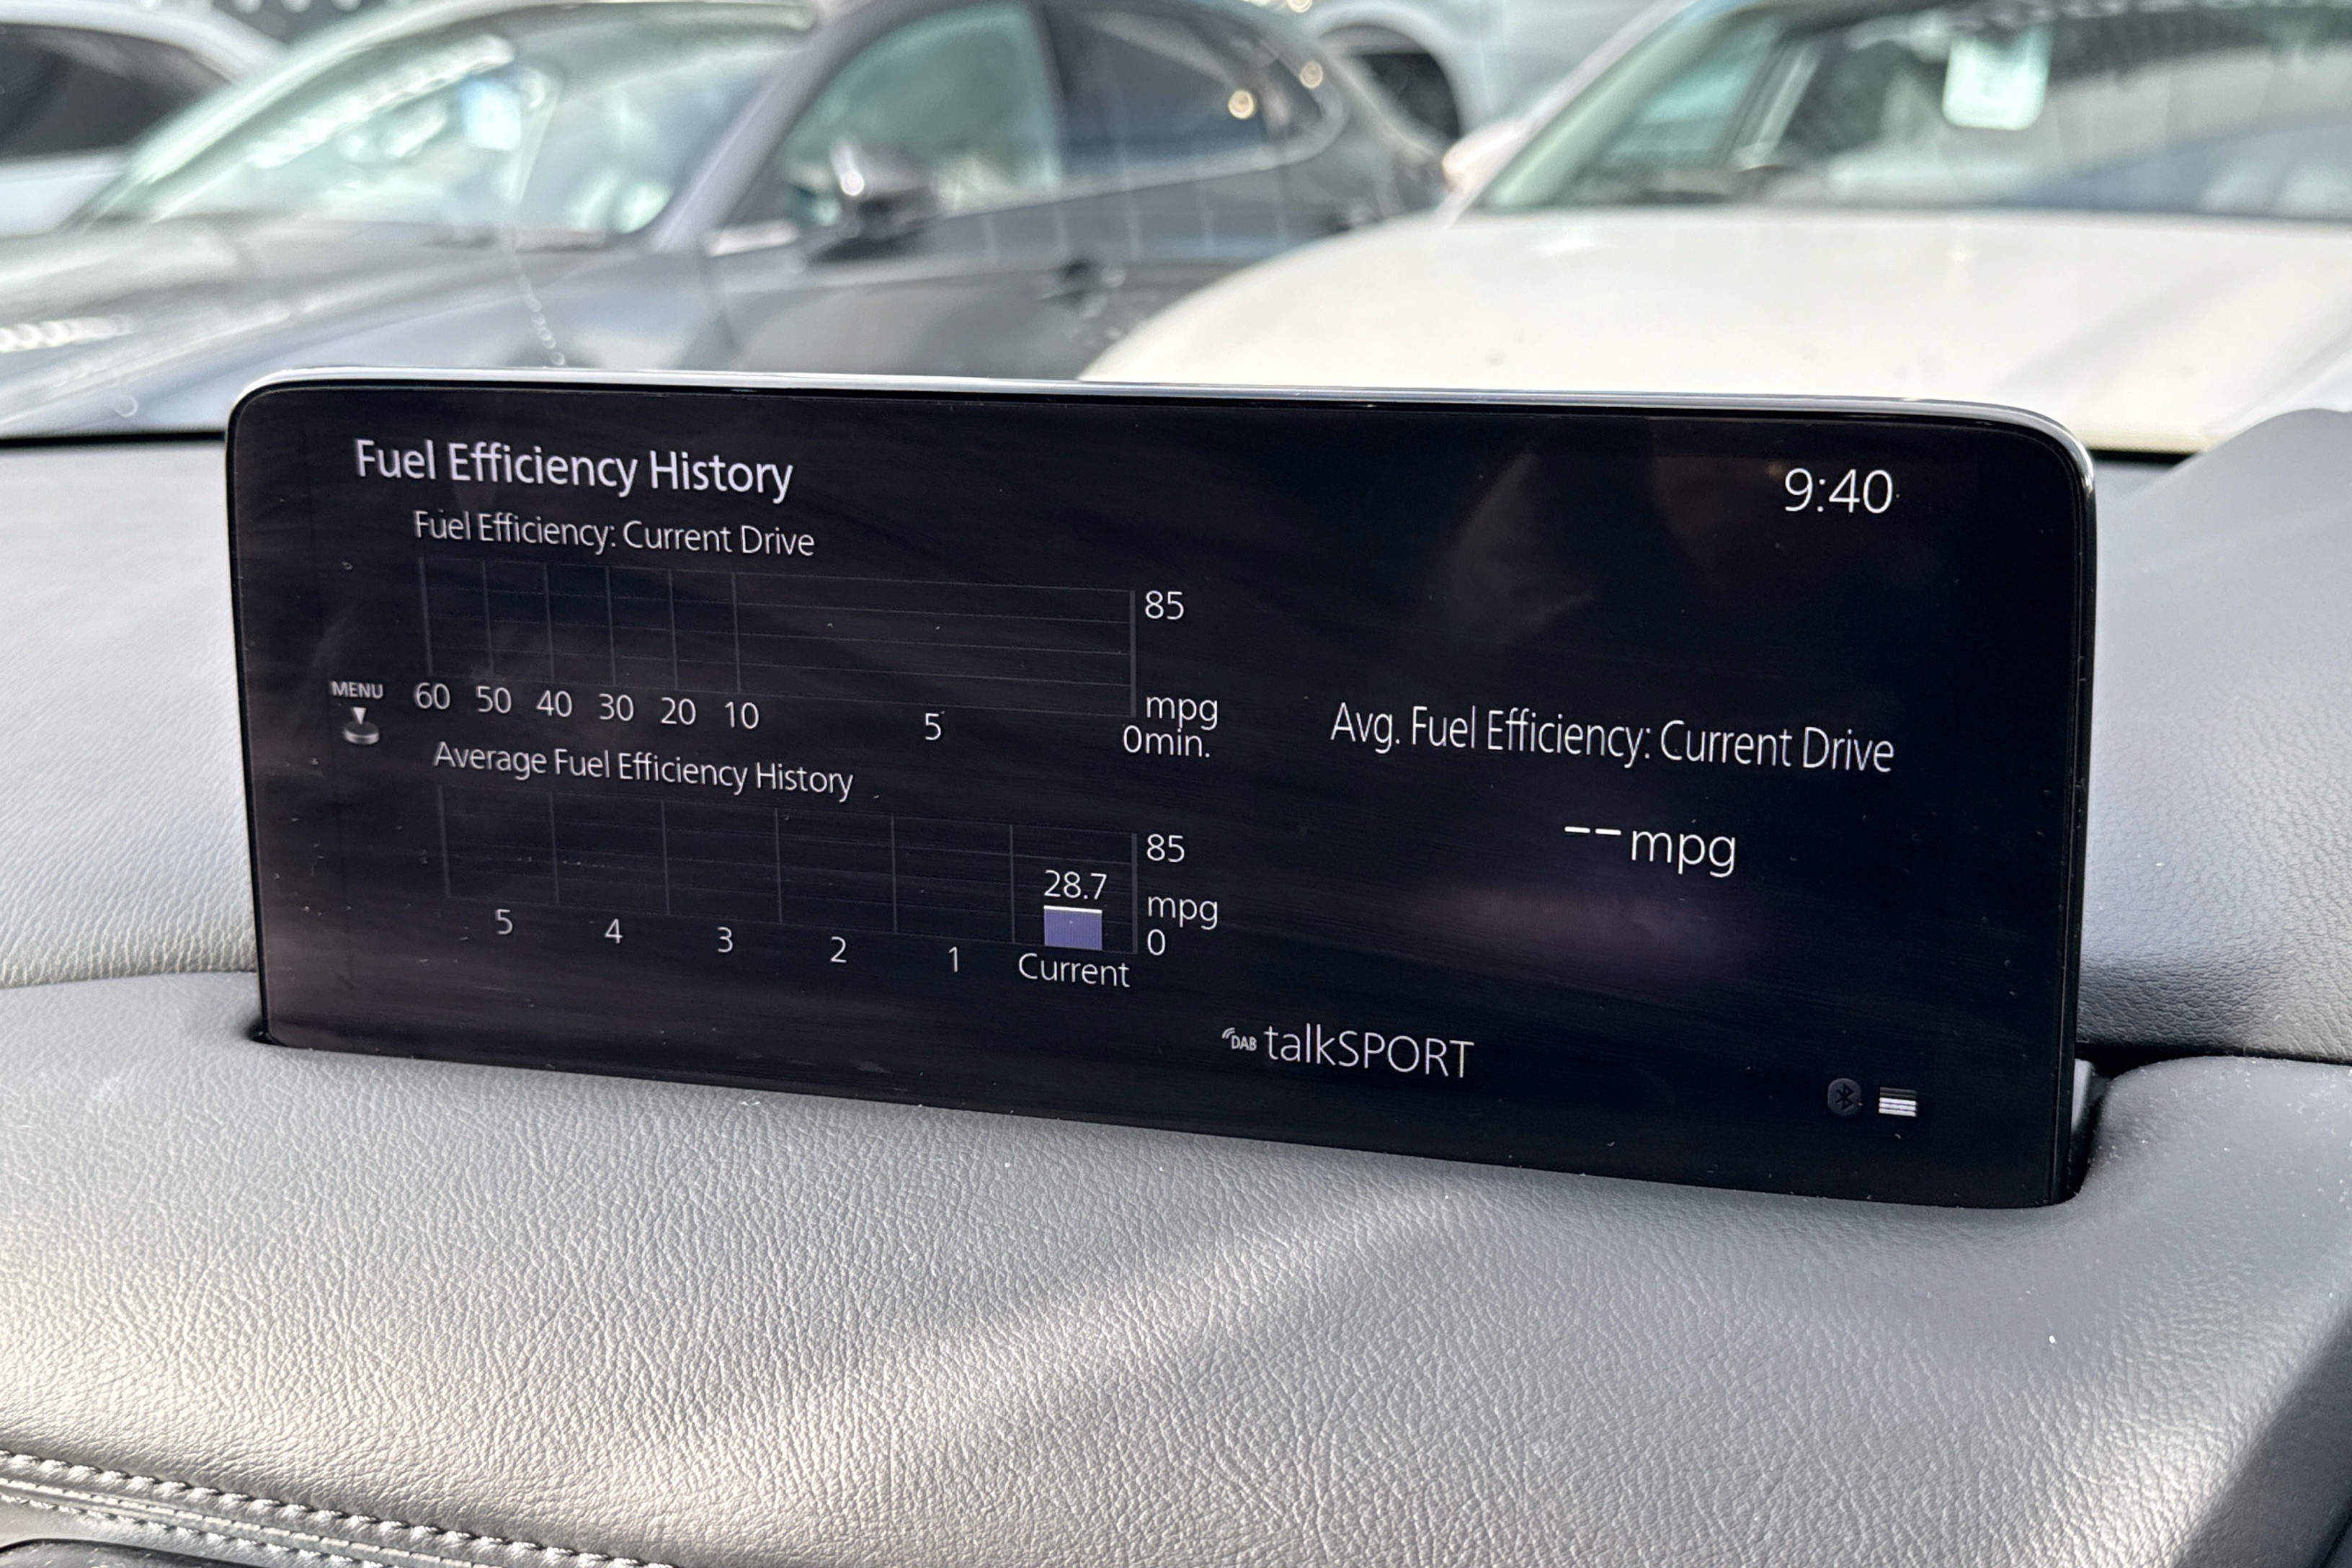 Fuel Efficiency History
9:40
Fuel Efficiency: Current Drive
85
mpg
60 50 40 30 20 10 5 0min.
MENU
Avg. Fuel Efficiency: Current Drive
--mpg
Average Fuel Efficiency History
85
28.7
mpg
0
5 4 3 2 1 Current
DAB talkSPORT